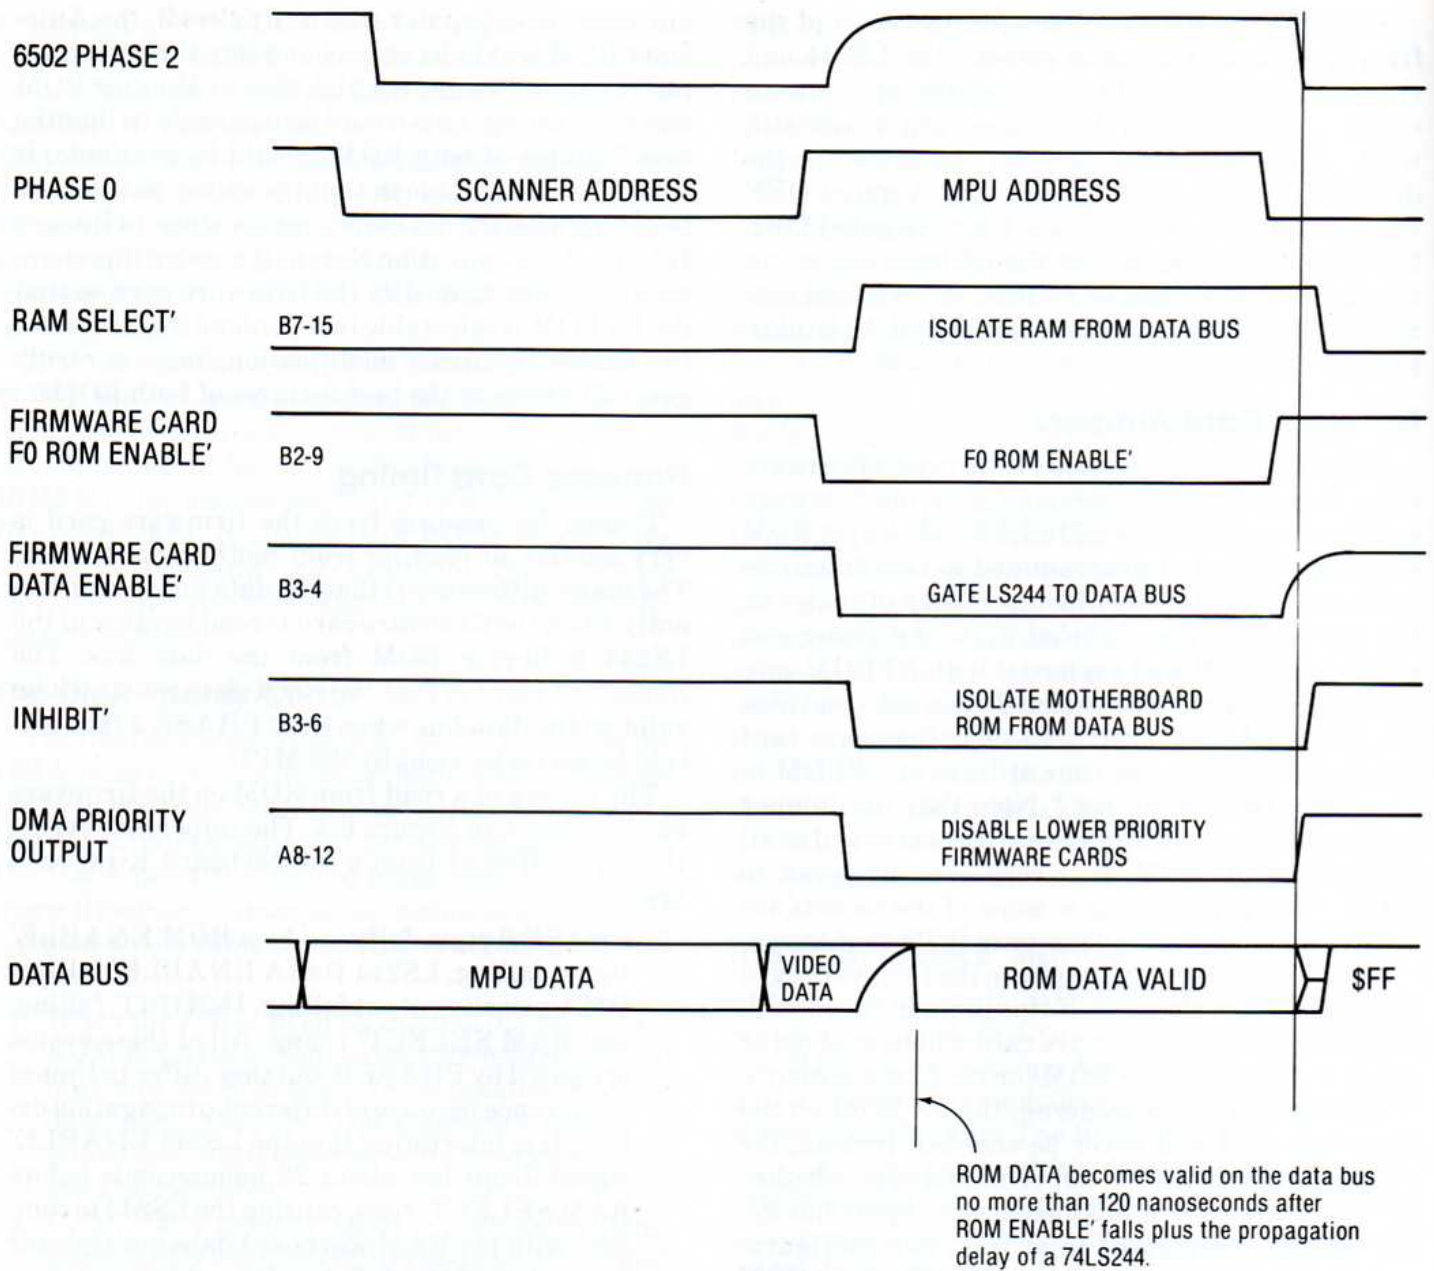 6502 PHASE 2
PHASE 0
SCANNER ADDRESS
MPU ADDRESS
RAM SELECT'
B7-15
ISOLATE RAM FROM DATA BUS
FIRMWARE CARD
F0 ROM ENABLE'
B2-9
F0 ROM ENABLE'
FIRMWARE CARD
DATA ENABLE'
B3-4
GATE LS244 TO DATA BUS
INHIBIT'
B3-6
ISOLATE MOTHERBOARD
ROM FROM DATA BUS
DMA PRIORITY
OUTPUT
A8-12
DISABLE LOWER PRIORITY
FIRMWARE CARDS
DATA BUS
MPU DATA
VIDEO
DATA
ROM DATA VALID
$FF
ROM DATA becomes valid on the data bus
no more than 120 nanoseconds after
ROM ENABLE' falls plus the propagation
delay of a 74LS244.